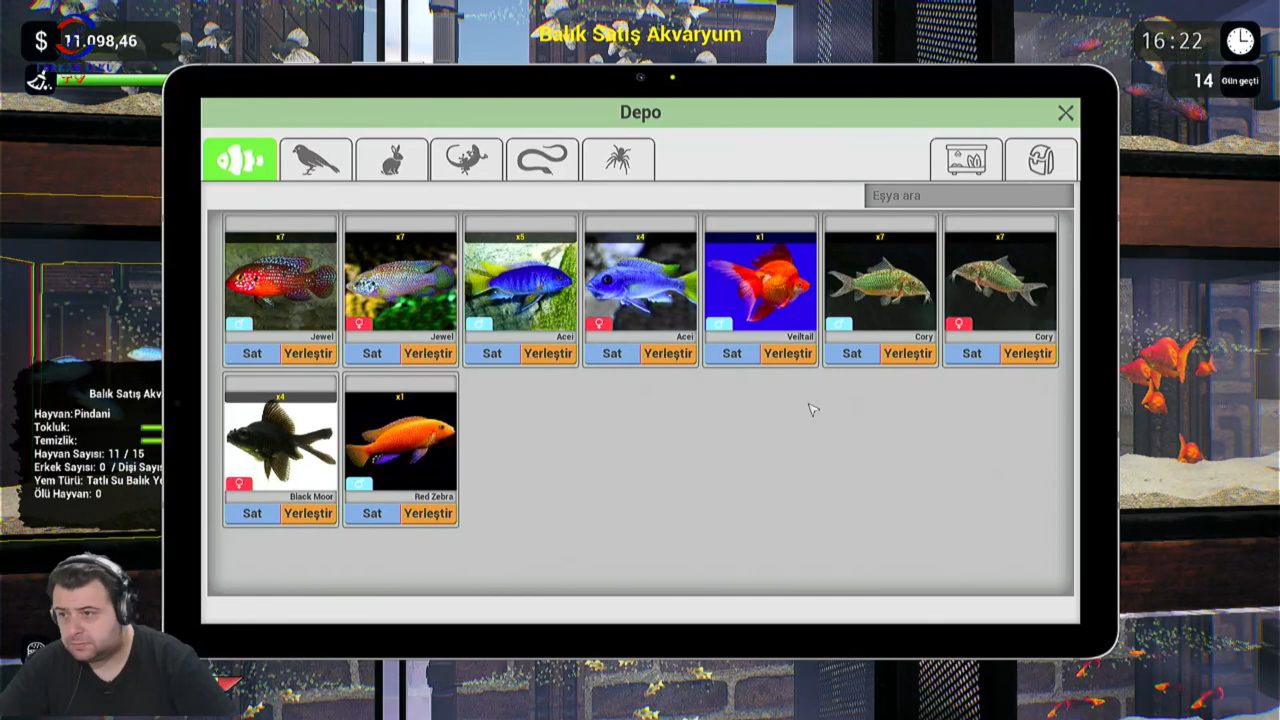 $ 11.098,46
Balık Satış Akvaryum
16:22
14 Gün geçti
Depo
Eşya ara
x7 x7 x5 x4 x1 x7 x7
Jewel Jewel Acei Acei Veiltail Cory Cory
Sat Yerleştir Sat Yerleştir Sat Yerleştir Sat Yerleştir Sat Yerleştir Sat Yerleştir Sat Yerleştir
x4 x1
Black Moor Red Zebra
Sat Yerleştir Sat Yerleştir
Balık Satış Akv
Hayvan:Pindani
Tokluk:
Temizlik:
Hayvan Sayısı: 11 / 15
Erkek Sayısı: 0 / Dişi Sayıs
Yem Türü: Tatlı Su Balık Ye
Ölü Hayvan: 0